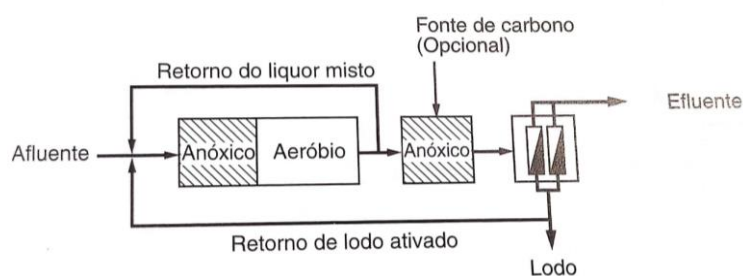 Fonte de carbono
(Opcional)
Retorno do liquor misto
Efluente
Afluente
Anóxico
Aeróbio
Anóxico
Retorno de lodo ativado
Lodo